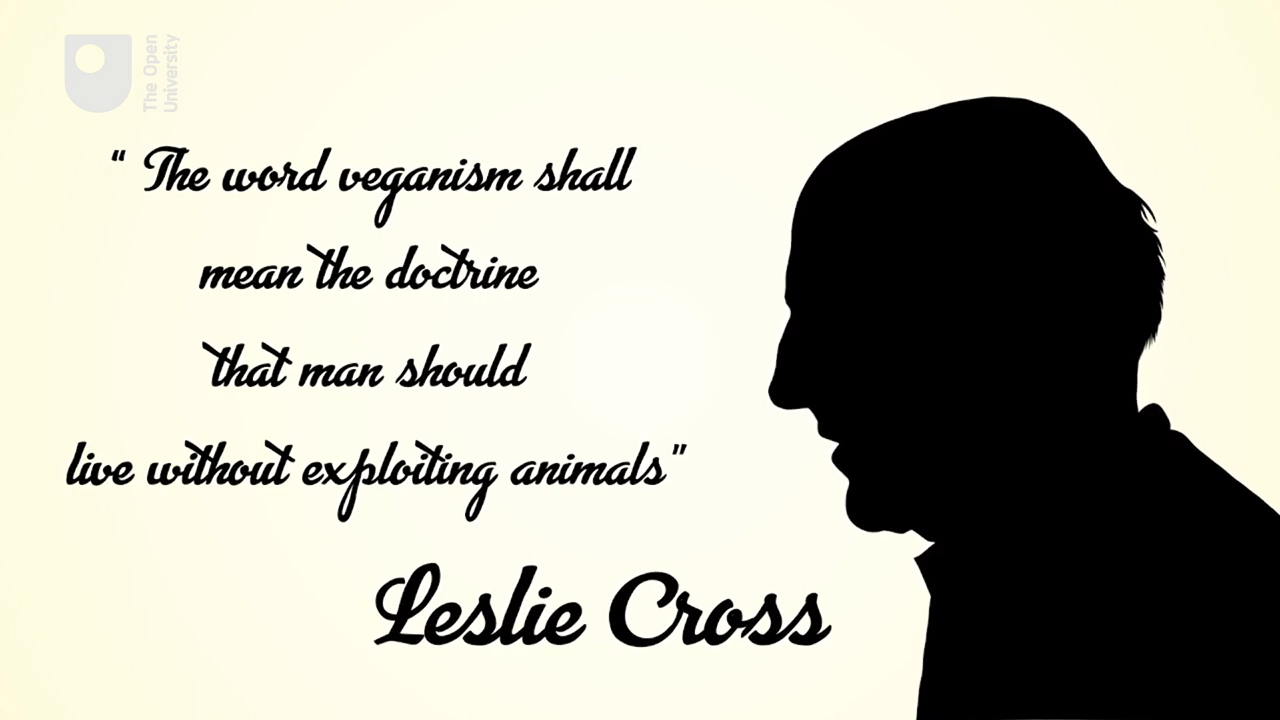 The Open
University
“ The word veganism shall
mean the doctrine
that man should
live without exploiting animals”
Leslie Cross